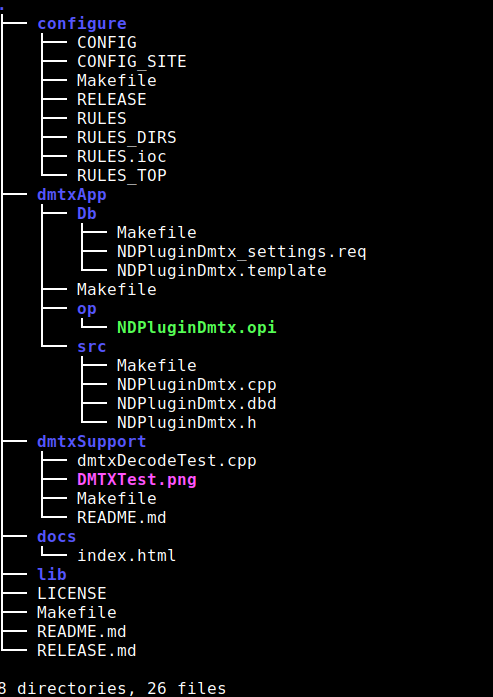 .
├── configure
│   ├── CONFIG
│   ├── CONFIG_SITE
│   ├── Makefile
│   ├── RELEASE
│   ├── RULES
│   ├── RULES_DIRS
│   ├── RULES.ioc
│   └── RULES_TOP
├── dmtxApp
│   ├── Db
│   │   ├── Makefile
│   │   ├── NDPluginDmtx_settings.req
│   │   └── NDPluginDmtx.template
│   ├── Makefile
│   ├── op
│   │   └── NDPluginDmtx.opi
│   └── src
│       ├── Makefile
│       ├── NDPluginDmtx.cpp
│       ├── NDPluginDmtx.dbd
│       └── NDPluginDmtx.h
├── dmtxSupport
│   ├── dmtxDecodeTest.cpp
│   ├── DMTXTest.png
│   ├── Makefile
│   └── README.md
├── docs
│   └── index.html
├── lib
├── LICENSE
├── Makefile
├── README.md
└── RELEASE.md
8 directories, 26 files